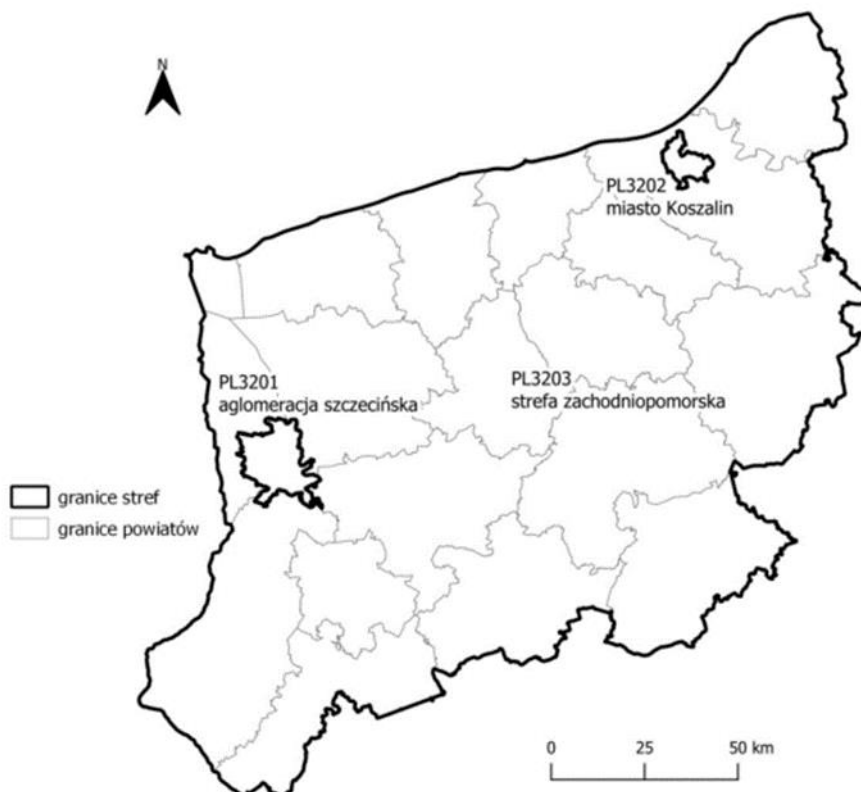 N
PL3202
miasto Koszalin
PL3201
aglomeracja szczecińska
PL3203
strefa zachodniopomorska
granice stref
granice powiatów
0 25 50 km